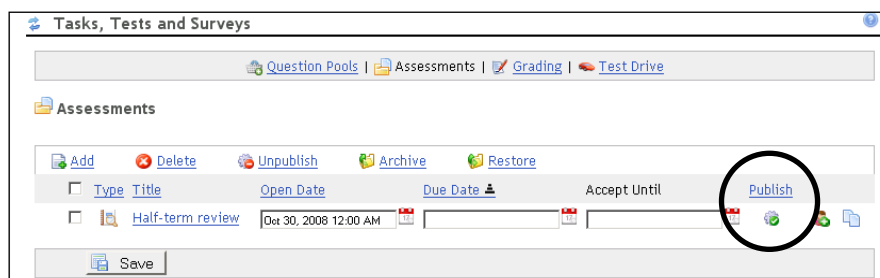 Tasks, Tests and Surveys
Question Pools | Assessments | Grading | Test Drive
Assessments
Add Delete Unpublish Archive Restore
Type Title Open Date Due Date Accept Until Publish
Half-term review Oct 30, 2008 12:00 AM
Save